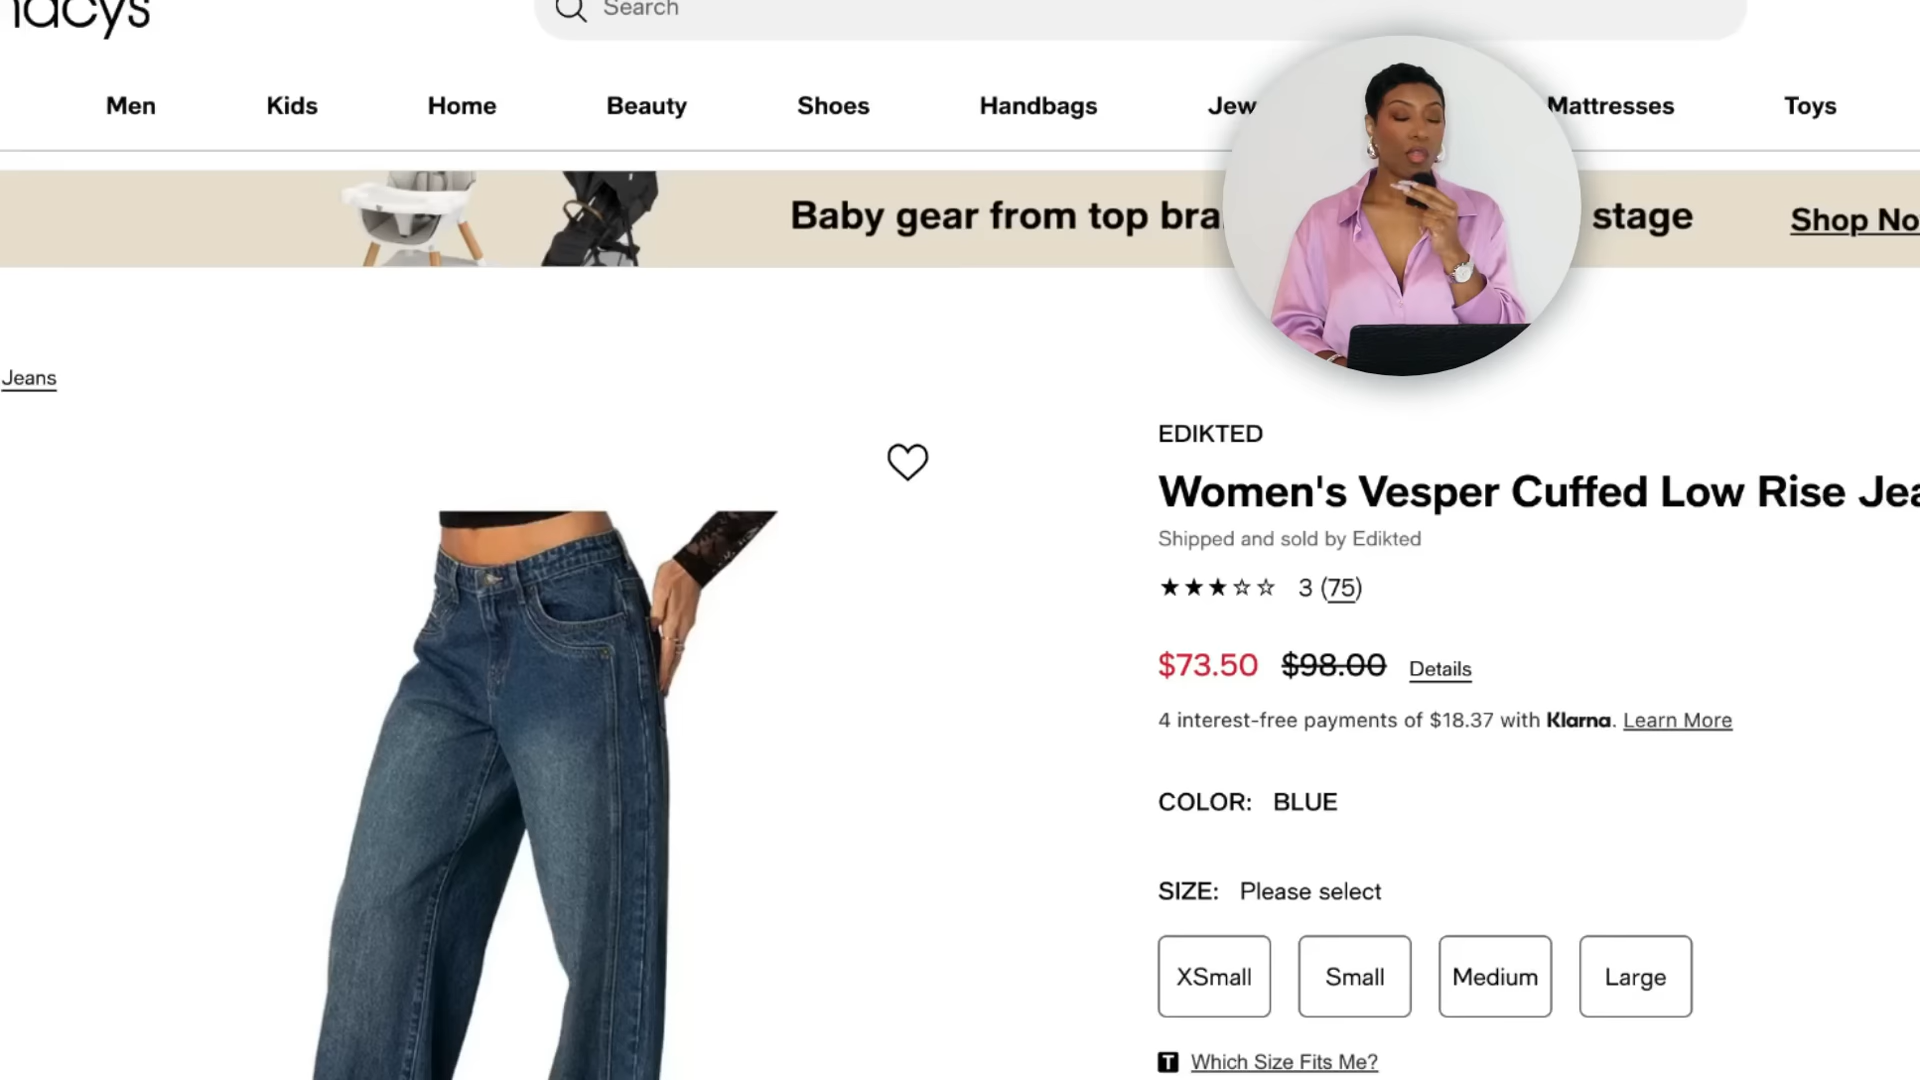 macys
Search
Men Kids Home Beauty Shoes Handbags Jew Mattresses Toys
Baby gear from top bra stage Shop No
Jeans
EDIKTED
Women's Vesper Cuffed Low Rise Jea
Shipped and sold by Edikted
3 (75)
$73.50 $98.00 Details
4 interest-free payments of $18.37 with Klarna. Learn More
COLOR: BLUE
SIZE: Please select
XSmall Small Medium Large
T Which Size Fits Me?